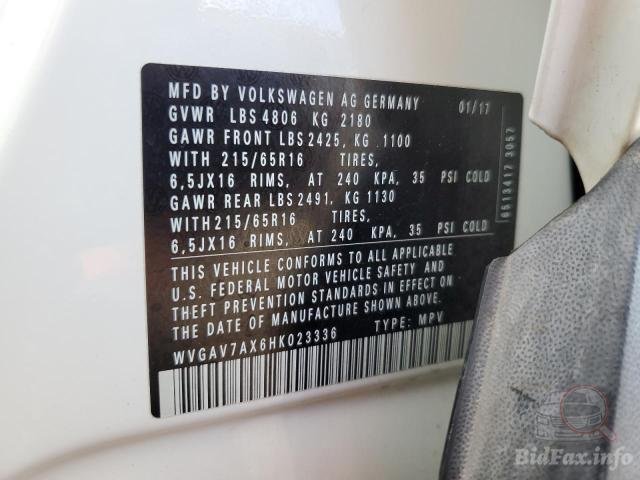 MFD BY VOLKSWAGEN AG GERMANY 01/17
GVWR LBS 4806 KG 2180
GAWR FRONT LBS 2425, KG .1100
WITH 215/65R16 TIRES,
6,5JX16 RIMS, AT 240 KPA, 35 PSI COLD
GAWR REAR LBS 2491, KG 1130
WITH 215/65R16 TIRES,
6,5JX16 RIMS, AT 240 KPA, 35 PSI COLD
THIS VEHICLE CONFORMS TO ALL APPLICABLE
U.S. FEDERAL MOTOR VEHICLE SAFETY AND
THEFT PREVENTION STANDARDS IN EFFECT ON
THE DATE OF MANUFACTURE SHOWN ABOVE.
WVGAV7AX6HK023336 TYPE: MPV
6513417 3057
BidFax.info